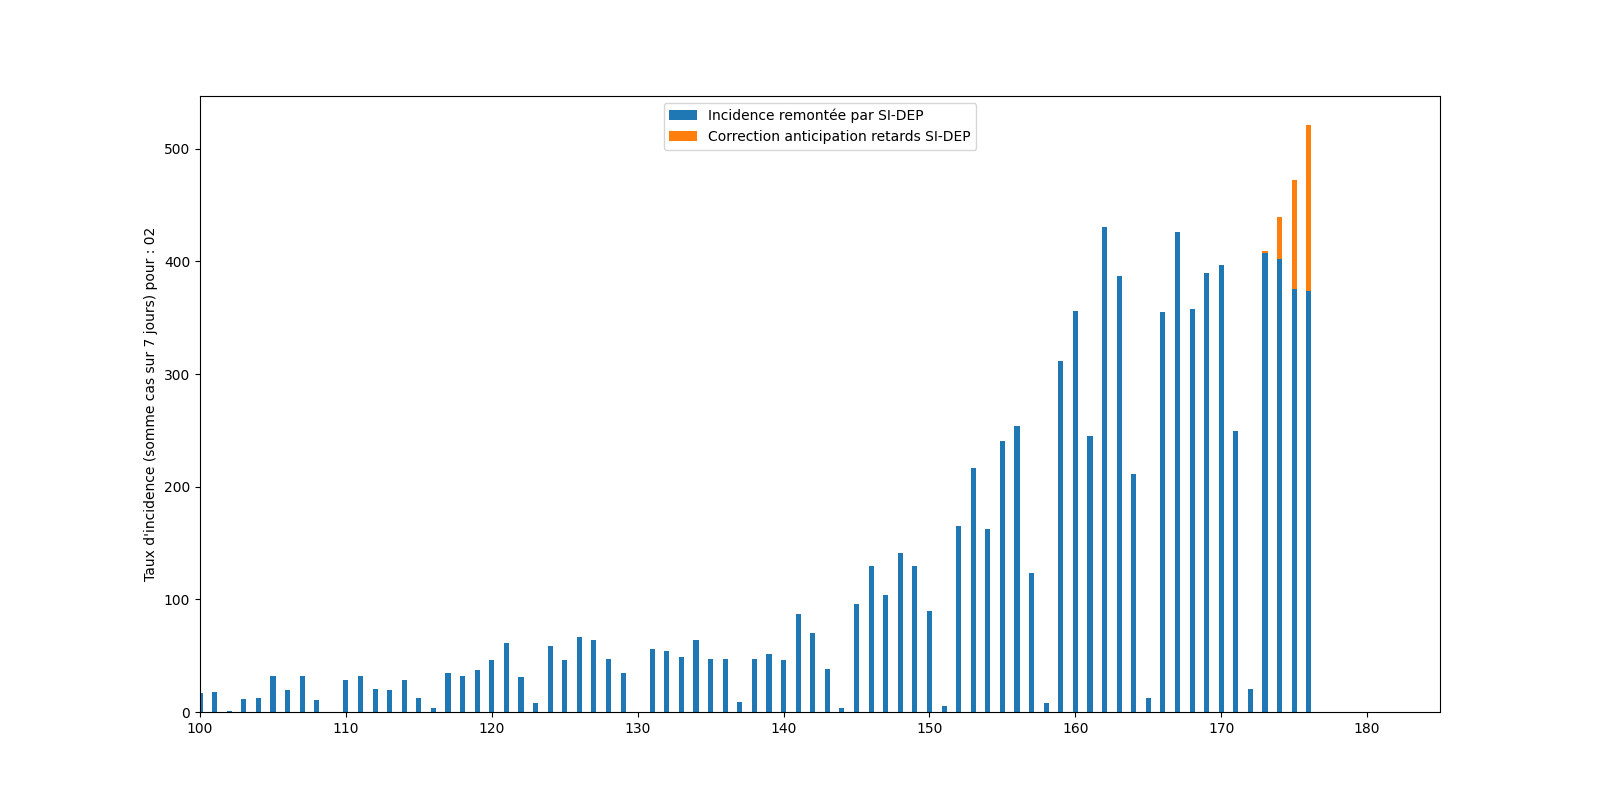 Incidence remontée par SI-DEP
Correction anticipation retards SI-DEP
Taux d'incidence (somme cas sur 7 jours) pour : 02
500
400
300
200
100
0
100 110 120 130 140 150 160 170 180